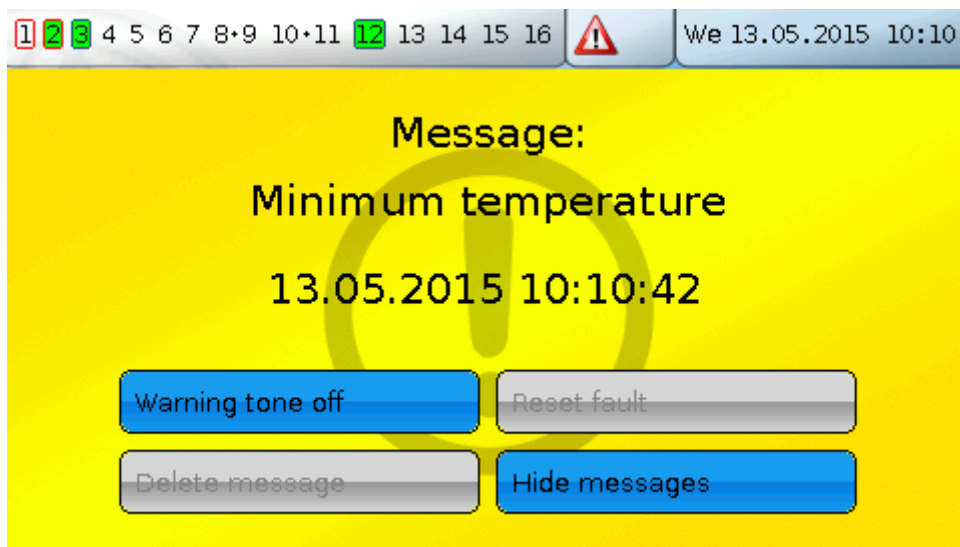 1 2 3 4 5 6 7 8·9 10·11 12 13 14 15 16 We 13.05.2015 10:10
Message:
Minimum temperature
13.05.2015 10:10:42
Warning tone off Reset fault
Delete message Hide messages